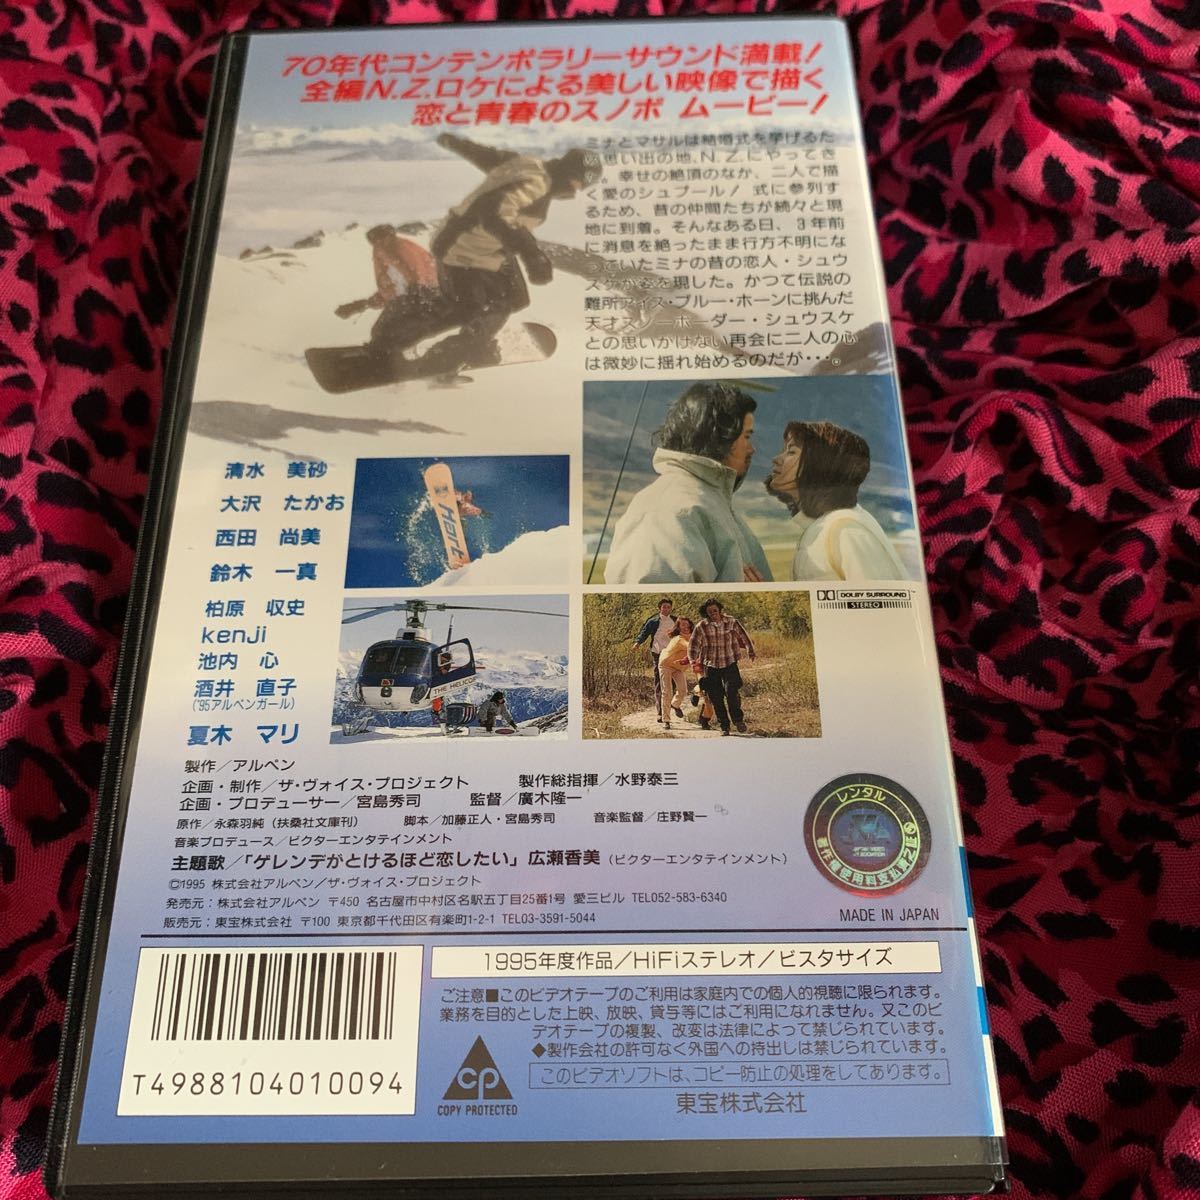 70年代コンテンポラリーサウンド満載!
全編N.Z.ロケによる美しい映像で描く
恋と青春のスノボ ムービー!
ミナとマサルは結婚式を挙げるた
め思い出の地、N.Z.にやってき
た。幸せの絶頂のなか、二人で描
く愛のシュプール! 式に参列す
るため、昔の仲間たちが続々と現
地に到着。そんなある日、3年前
に消息を絶ったまま行方不明にな
っていたミナの昔の恋人・シュウ
スケが姿を現した。かつて伝説の
難所アイス・ブルー・ホーンに挑んだ
天才スノーボーダー・シュウスケ
との思いかけない再会に二人の心
は微妙に揺れ始めるのだが・・・。
清水 美砂
大沢 たかお
西田 尚美
鈴木 一真
柏原 収史
kenji
池内 心
酒井 直子
('95アルペンガール)
夏木 マリ
THE HELICOP
DOLBY SURROUND
STEREO
製作/アルペン
企画・制作/ザ・ヴォイス・プロジェクト 製作総指揮/水野泰三
企画・プロデューサー/宮島秀司 監督/廣木隆一
原作/永森羽純(扶桑社文庫刊) 脚本/加藤正人・宮島秀司 音楽監督/庄野賢一
音楽プロデュース/ビクターエンタテインメント
主題歌/「ゲレンデがとけるほど恋したい」広瀬香美(ビクターエンタテインメント)
©1995 株式会社アルペン/ザ・ヴォイス・プロジェクト
発売元:株式会社アルペン 〒450 名古屋市中村区名駅五丁目25番1号 愛三ビル TEL052-583-6340
販売元:東宝株式会社 〒100 東京都千代田区有楽町1-2-1 TEL03-3591-5044
レンタル
著作権使用料支払済之証
MADE IN JAPAN
1995年度作品/HiFiステレオ/ビスタサイズ
ご注意■このビデオテープのご利用は家庭内での個人的視聴に限られます。
業務を目的とした上映、放映、貸与等にはご利用になれません。又このビ
デオテープの複製、改変は法律によって禁じられています。
◆製作会社の許可なく外国への持出しは禁じられています。
このビデオソフトは、コピー防止の処理をしてあります。
T4988104010094
cp
COPY PROTECTED
東宝株式会社